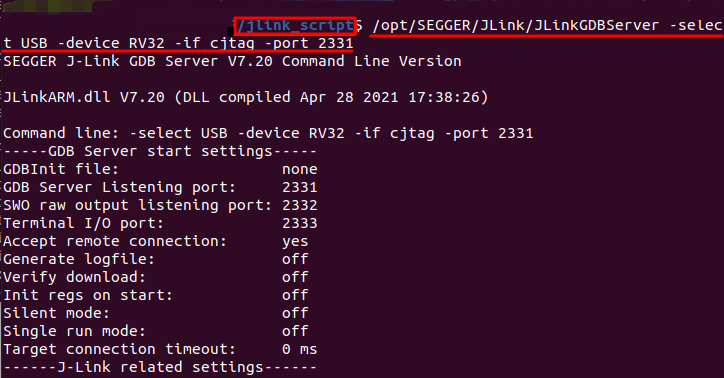 /jlink_script$ /opt/SEGGER/JLink/JLinkGDBServer -selec
t USB -device RV32 -if cjtag -port 2331
SEGGER J-Link GDB Server V7.20 Command Line Version
JLinkARM.dll V7.20 (DLL compiled Apr 28 2021 17:38:26)
Command line: -select USB -device RV32 -if cjtag -port 2331
-----GDB Server start settings-----
GDBInit file:                  none
GDB Server Listening port:     2331
SWO raw output listening port: 2332
Terminal I/O port:             2333
Accept remote connection:      yes
Generate logfile:              off
Verify download:               off
Init regs on start:            off
Silent mode:                   off
Single run mode:               off
Target connection timeout:     0 ms
------J-Link related settings------